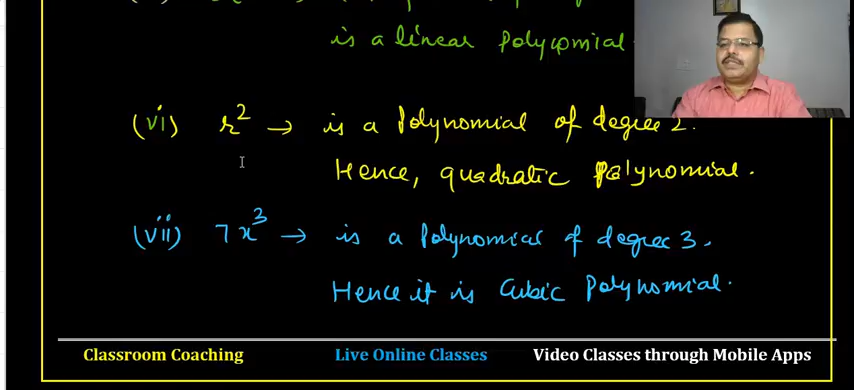 is a linear polynomial.
(vi) r² → is a polynomial of degree 2.
Hence, quadratic polynomial.
(vii) 7x³ → is a polynomial of degree 3.
Hence it is Cubic Polynomial.
Classroom Coaching Live Online Classes Video Classes through Mobile Apps